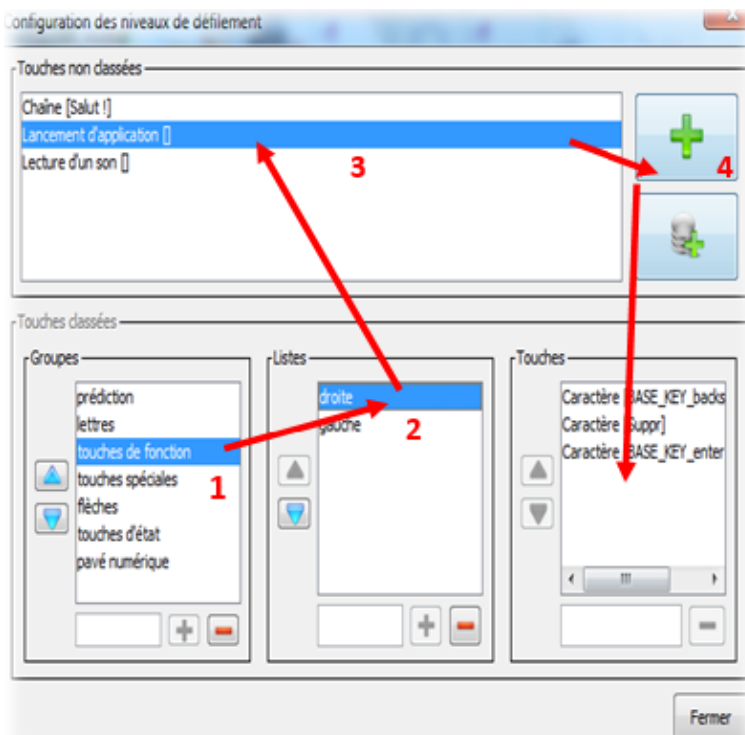 Configuration des niveaux de défilement
Touches non classées
Chaîne [Salut !]
Lancement d'application []
Lecture d'un son []
3
4
Touches classées
Groupes
prédiction
lettres
touches de fonction
touches spéciales
flèches
touches d'état
pavé numérique
1
Listes
droite
gauche
2
Touches
Caractère [BASE_KEY_backs
Caractère [Suppr]
Caractère [BASE_KEY_enter
Fermer